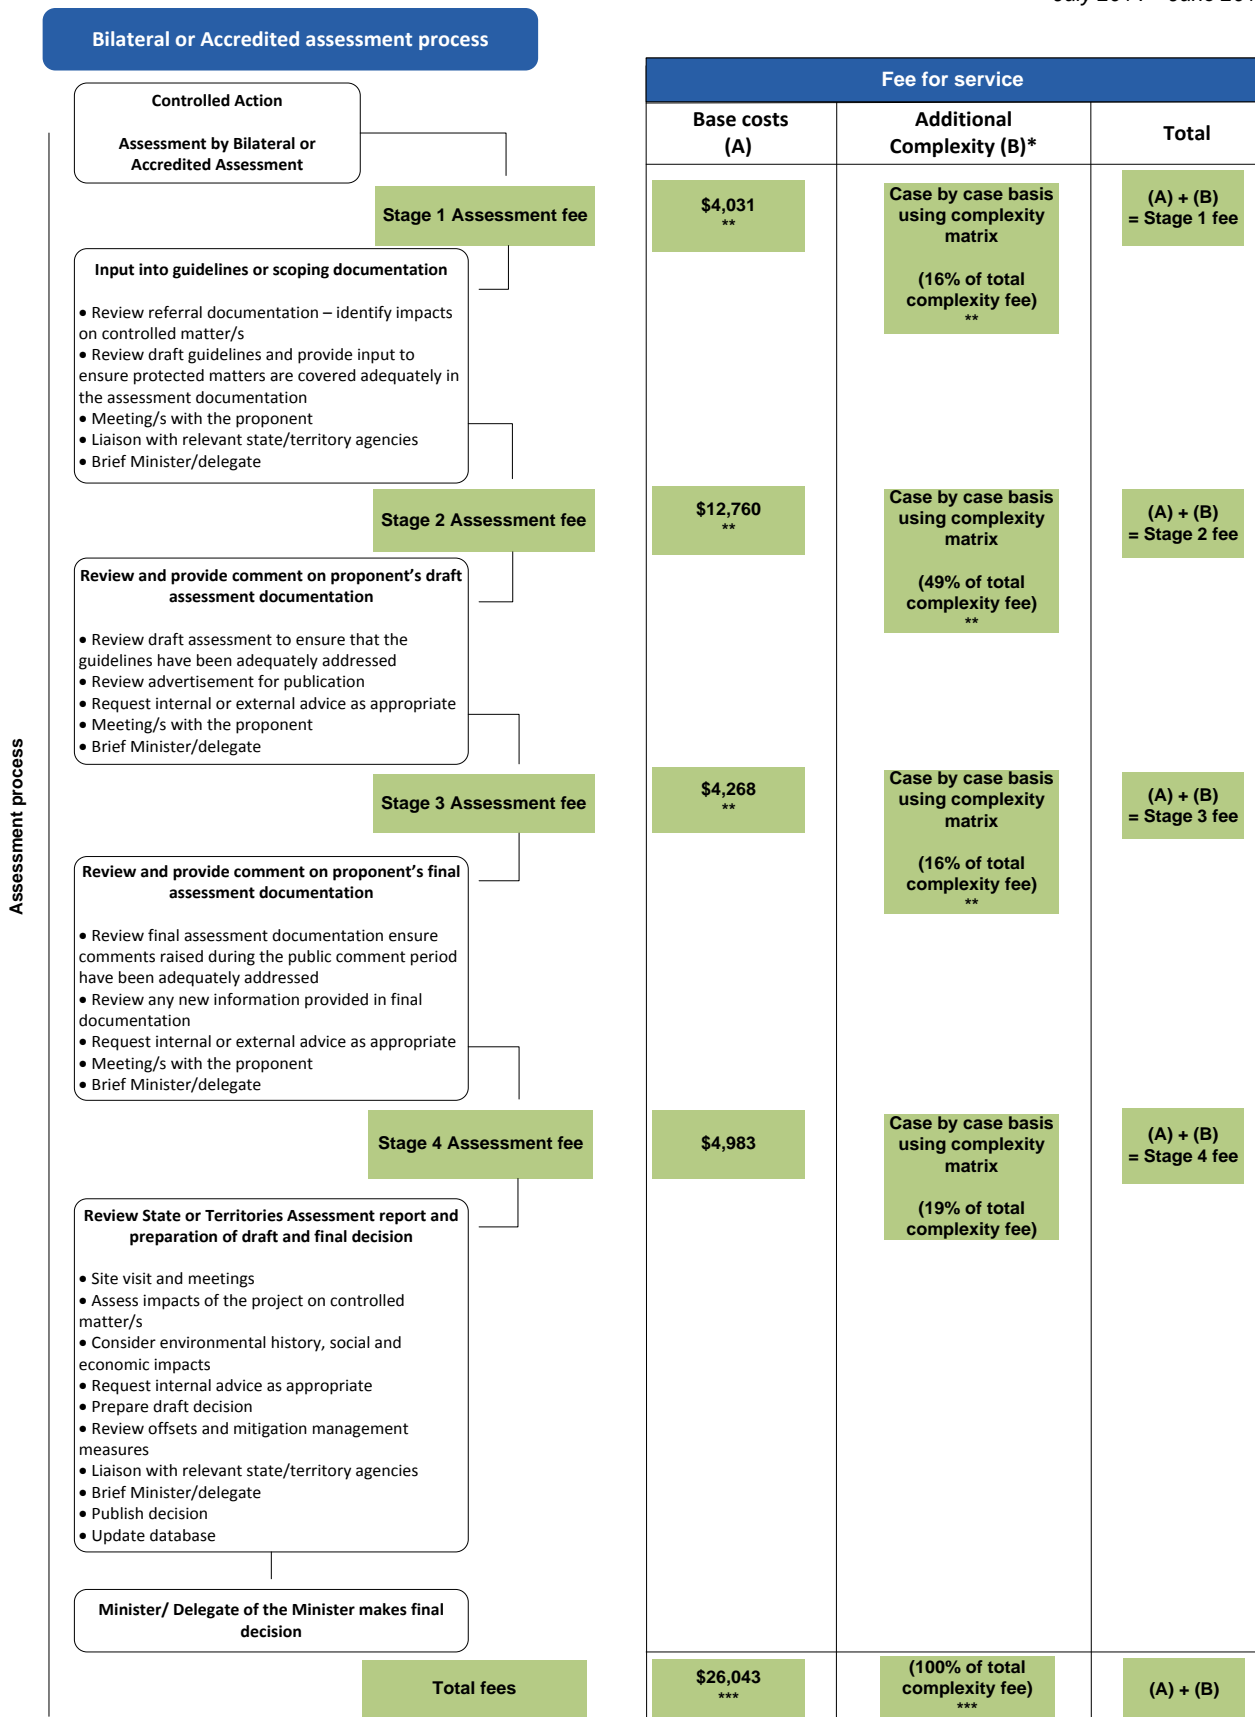 Bilateral or Accredited assessment process
Controlled Action
Assessment by Bilateral or
Accredited Assessment
Fee for service
Base costs
(A)
Additional
Complexity (B)*
Total
Stage 1 Assessment fee
$4,031
**
Case by case basis
using complexity
matrix
(16% of total
complexity fee)
**
(A) + (B)
= Stage 1 fee
Input into guidelines or scoping documentation
• Review referral documentation – identify impacts
on controlled matter/s
• Review draft guidelines and provide input to
ensure protected matters are covered adequately in
the assessment documentation
• Meeting/s with the proponent
• Liaison with relevant state/territory agencies
• Brief Minister/delegate
Stage 2 Assessment fee
$12,760
**
Case by case basis
using complexity
matrix
(49% of total
complexity fee)
**
(A) + (B)
= Stage 2 fee
Review and provide comment on proponent’s draft
assessment documentation
• Review draft assessment to ensure that the
guidelines have been adequately addressed
• Review advertisement for publication
• Request internal or external advice as appropriate
• Meeting/s with the proponent
• Brief Minister/delegate
Assessment process
Stage 3 Assessment fee
$4,268
**
Case by case basis
using complexity
matrix
(16% of total
complexity fee)
**
(A) + (B)
= Stage 3 fee
Review and provide comment on proponent’s final
assessment documentation
• Review final assessment documentation ensure
comments raised during the public comment period
have been adequately addressed
• Review any new information provided in final
documentation
• Request internal or external advice as appropriate
• Meeting/s with the proponent
• Brief Minister/delegate
Stage 4 Assessment fee
$4,983
Case by case basis
using complexity
matrix
(19% of total
complexity fee)
(A) + (B)
= Stage 4 fee
Review State or Territories Assessment report and
preparation of draft and final decision
• Site visit and meetings
• Assess impacts of the project on controlled
matter/s
• Consider environmental history, social and
economic impacts
• Request internal advice as appropriate
• Prepare draft decision
• Review offsets and mitigation management
measures
• Liaison with relevant state/territory agencies
• Brief Minister/delegate
• Publish decision
• Update database
Minister/ Delegate of the Minister makes final
decision
Total fees
$26,043
***
(100% of total
complexity fee)
***
(A) + (B)